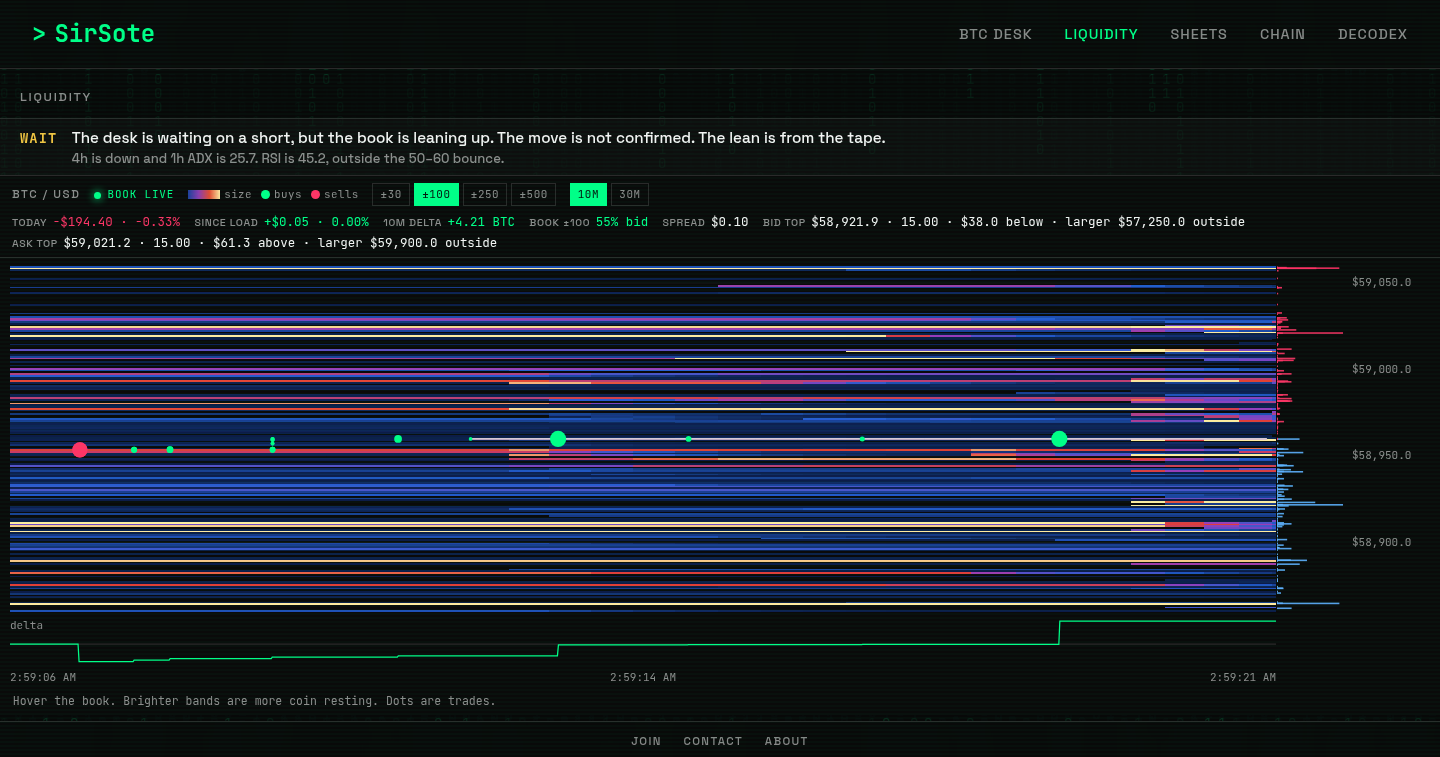 > SirSote
BTC DESK LIQUIDITY SHEETS CHAIN DECODEX
LIQUIDITY
WAIT The desk is waiting on a short, but the book is leaning up. The move is not confirmed. The lean is from the tape.
4h is down and 1h ADX is 25.7. RSI is 45.2, outside the 50–60 bounce.
BTC / USD BOOK LIVE size buys sells ±30 ±100 ±250 ±500 10M 30M
TODAY -$194.40 · -0.33% SINCE LOAD +$0.05 · 0.00% 10M DELTA +4.21 BTC BOOK ±100 55% bid SPREAD $0.10 BID TOP $58,921.9 · 15.00 · $38.0 below · larger $57,250.0 outside
ASK TOP $59,021.2 · 15.00 · $61.3 above · larger $59,900.0 outside
$59,050.0
$59,000.0
$58,950.0
$58,900.0
delta
2:59:06 AM 2:59:14 AM 2:59:21 AM
Hover the book. Brighter bands are more coin resting. Dots are trades.
JOIN CONTACT ABOUT